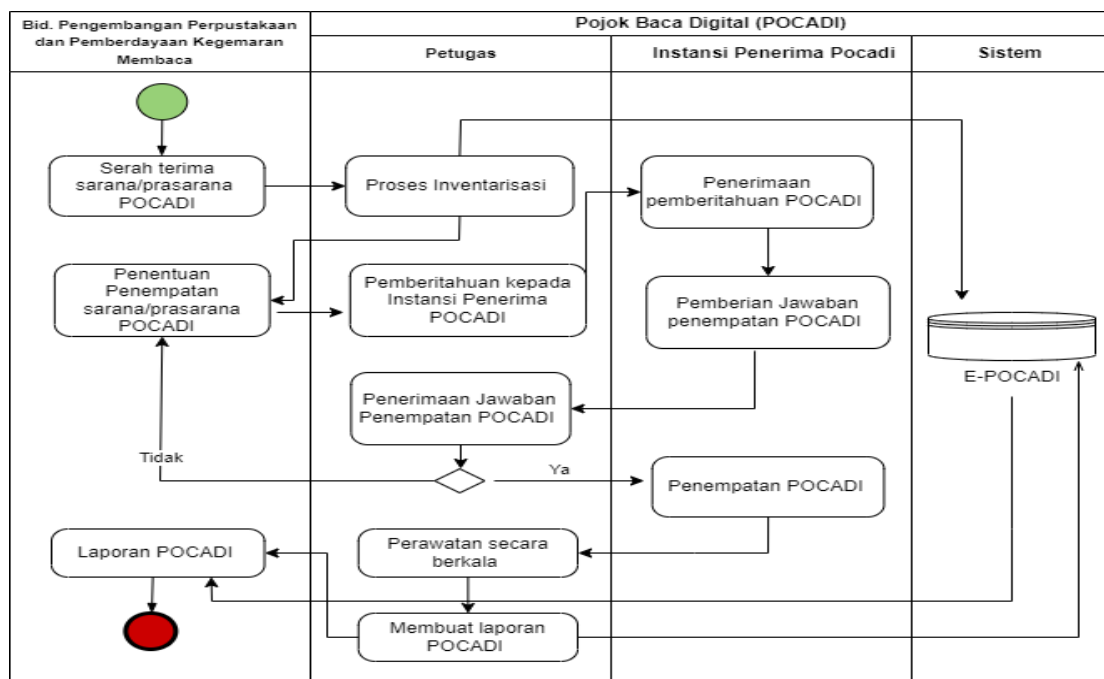 Bid. Pengembangan Perpustakaan
dan Pemberdayaan Kegemaran
Membaca
Pojok Baca Digital (POCADI)
Petugas
Instansi Penerima Pocadi
Sistem
Serah terima
sarana/prasarana
POCADI
Proses Inventarisasi
Penerimaan
pemberitahuan POCADI
Penentuan
Penempatan
sarana/prasarana
POCADI
Pemberitahuan kepada
Instansi Penerima
POCADI
Pemberian Jawaban
penempatan POCADI
E-POCADI
Penerimaan Jawaban
Penempatan POCADI
Tidak
Ya
Penempatan POCADI
Laporan POCADI
Perawatan secara
berkala
Membuat laporan
POCADI